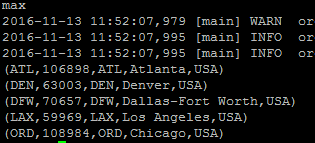 max
2016-11-13 11:52:07,979 [main] WARN or
2016-11-13 11:52:07,995 [main] INFO or
2016-11-13 11:52:07,995 [main] INFO or
(ATL,106898,ATL,Atlanta,USA)
(DEN,63003,DEN,Denver,USA)
(DFW,70657,DFW,Dallas-Fort Worth,USA)
(LAX,59969,LAX,Los Angeles,USA)
(ORD,108984,ORD,Chicago,USA)